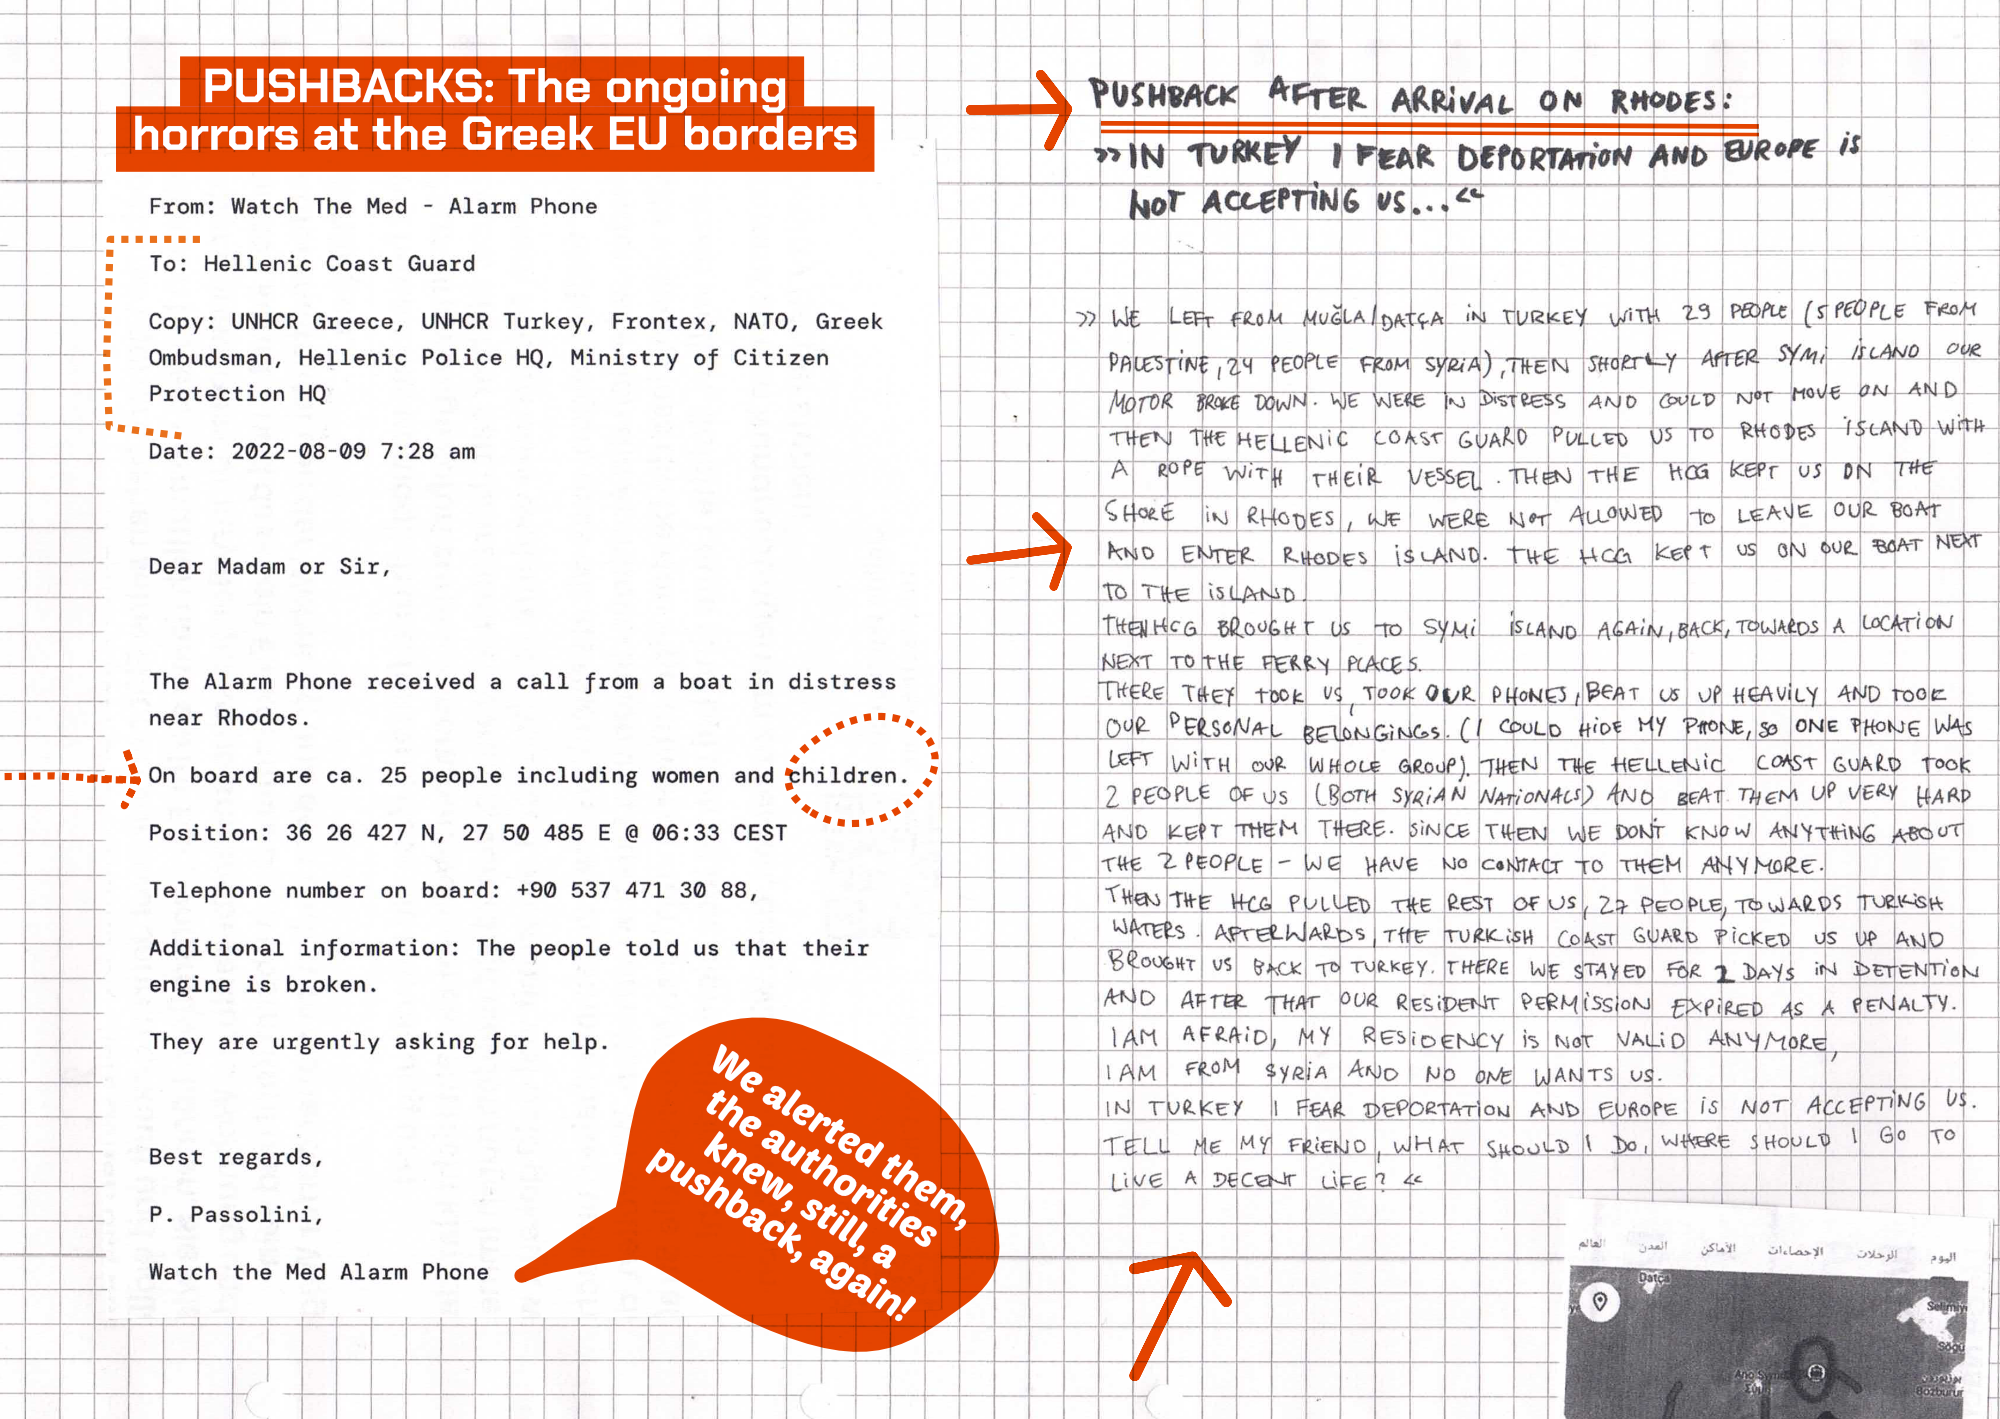 PUSHBACKS: The ongoing
horrors at the Greek EU borders
From: Watch The Med - Alarm Phone
To: Hellenic Coast Guard
Copy: UNHCR Greece, UNHCR Turkey, Frontex, NATO, Greek
Ombudsman, Hellenic Police HQ, Ministry of Citizen
Protection HQ
Date: 2022-08-09 7:28 am
Dear Madam or Sir,
The Alarm Phone received a call from a boat in distress
near Rhodos.
On board are ca. 25 people including women and children.
Position: 36 26 427 N, 27 50 485 E @ 06:33 CEST
Telephone number on board: +90 537 471 30 88,
Additional information: The people told us that their
engine is broken.
They are urgently asking for help.
Best regards,
P. Passolini,
Watch the Med Alarm Phone
We alerted them,
the authorities
knew, still, a
pushback, again!
PUSHBACK AFTER ARRIVAL ON RHODES:
»IN TURKEY I FEAR DEPORTATION AND EUROPE IS
NOT ACCEPTING US...«
» WE LEFT FROM MUĞLA/DATÇA IN TURKEY WITH 29 PEOPLE (5 PEOPLE FROM
PALESTINE, 24 PEOPLE FROM SYRIA), THEN SHORTLY AFTER SYMI ISLAND OUR
MOTOR BROKE DOWN. WE WERE IN DISTRESS AND COULD NOT MOVE ON AND
THEN THE HELLENIC COAST GUARD PULLED US TO RHODES ISLAND WITH
A ROPE WITH THEIR VESSEL. THEN THE HCG KEPT US ON THE
SHORE IN RHODES, WE WERE NOT ALLOWED TO LEAVE OUR BOAT
AND ENTER RHODES ISLAND. THE HCG KEPT US ON OUR BOAT NEXT
TO THE ISLAND.
THEN HCG BROUGHT US TO SYMI ISLAND AGAIN, BACK, TOWARDS A LOCATION
NEXT TO THE FERRY PLACES.
THERE THEY TOOK US, TOOK OUR PHONES, BEAT US UP HEAVILY AND TOOK
OUR PERSONAL BELONGINGS. (I COULD HIDE MY PHONE, SO ONE PHONE WAS
LEFT WITH OUR WHOLE GROUP). THEN THE HELLENIC COAST GUARD TOOK
2 PEOPLE OF US (BOTH SYRIAN NATIONALS) AND BEAT THEM UP VERY HARD
AND KEPT THEM THERE. SINCE THEN WE DON'T KNOW ANYTHING ABOUT
THE 2 PEOPLE - WE HAVE NO CONTACT TO THEM ANYMORE.
THEN THE HCG PULLED THE REST OF US, 27 PEOPLE, TOWARDS TURKISH
WATERS. AFTERWARDS, THE TURKISH COAST GUARD PICKED US UP AND
BROUGHT US BACK TO TURKEY. THERE WE STAYED FOR 2 DAYS IN DETENTION
AND AFTER THAT OUR RESIDENT PERMISSION EXPIRED AS A PENALTY.
I AM AFRAID, MY RESIDENCY IS NOT VALID ANYMORE,
I AM FROM SYRIA AND NO ONE WANTS US.
IN TURKEY I FEAR DEPORTATION AND EUROPE IS NOT ACCEPTING US.
TELL ME MY FRIEND, WHAT SHOULD I DO, WHERE SHOULD I GO TO
LIVE A DECENT LIFE? «
اليوم الرحلات الإحصاءات الأماكن المدن العالم
Datça
Selimiy
Söğü
Ano Sym
Σύμη
Bozburur